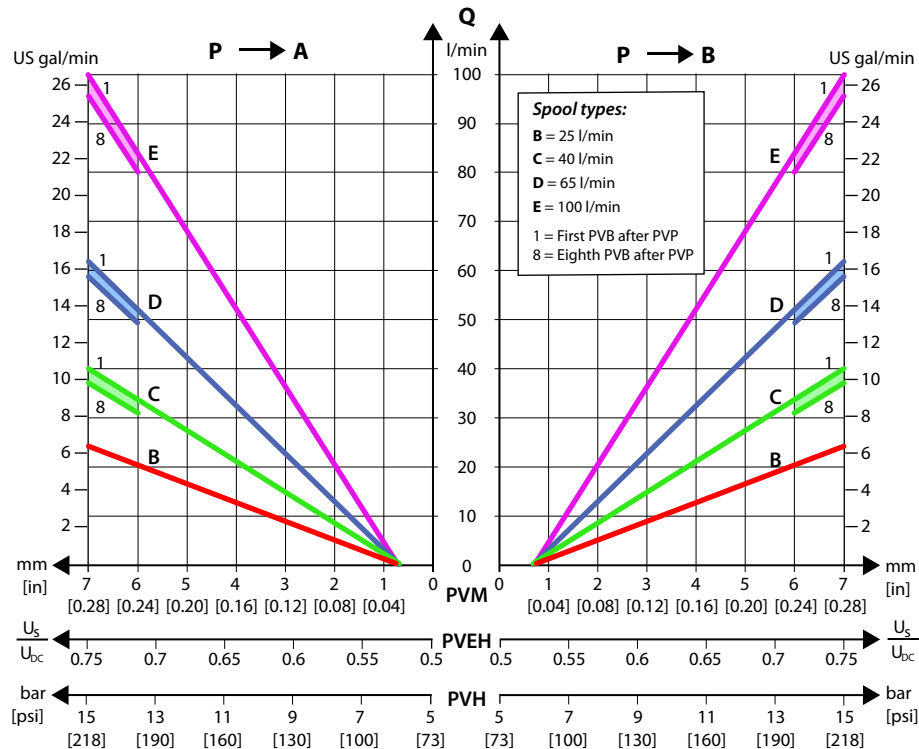 Q
P → A
P → B
US gal/min
l/min
US gal/min
26
24
22
20
18
16
14
12
10
8
6
4
2
100
90
80
70
60
50
40
30
20
10
0
26
24
22
20
18
16
14
12
10
8
6
4
2
1
8
E
1
8
D
1
8
C
B
Spool types:
B = 25 l/min
C = 40 l/min
D = 65 l/min
E = 100 l/min
1 = First PVB after PVP
8 = Eighth PVB after PVP
1
8
E
1
8
D
1
8
C
B
mm 7 6 5 4 3 2 1 0 PVM 0 1 2 3 4 5 6 7 mm
[in] [0.28] [0.24] [0.20] [0.16] [0.12] [0.08] [0.04] [0.04] [0.08] [0.12] [0.16] [0.20] [0.24] [0.28] [in]
US PVEH US
UDC 0.75 0.7 0.65 0.6 0.55 0.5 0.5 0.55 0.6 0.65 0.7 0.75 UDC
bar PVH bar
[psi] 15 13 11 9 7 5 5 7 9 11 13 15 [psi]
[218] [190] [160] [130] [100] [73] [73] [100] [130] [160] [190] [218]